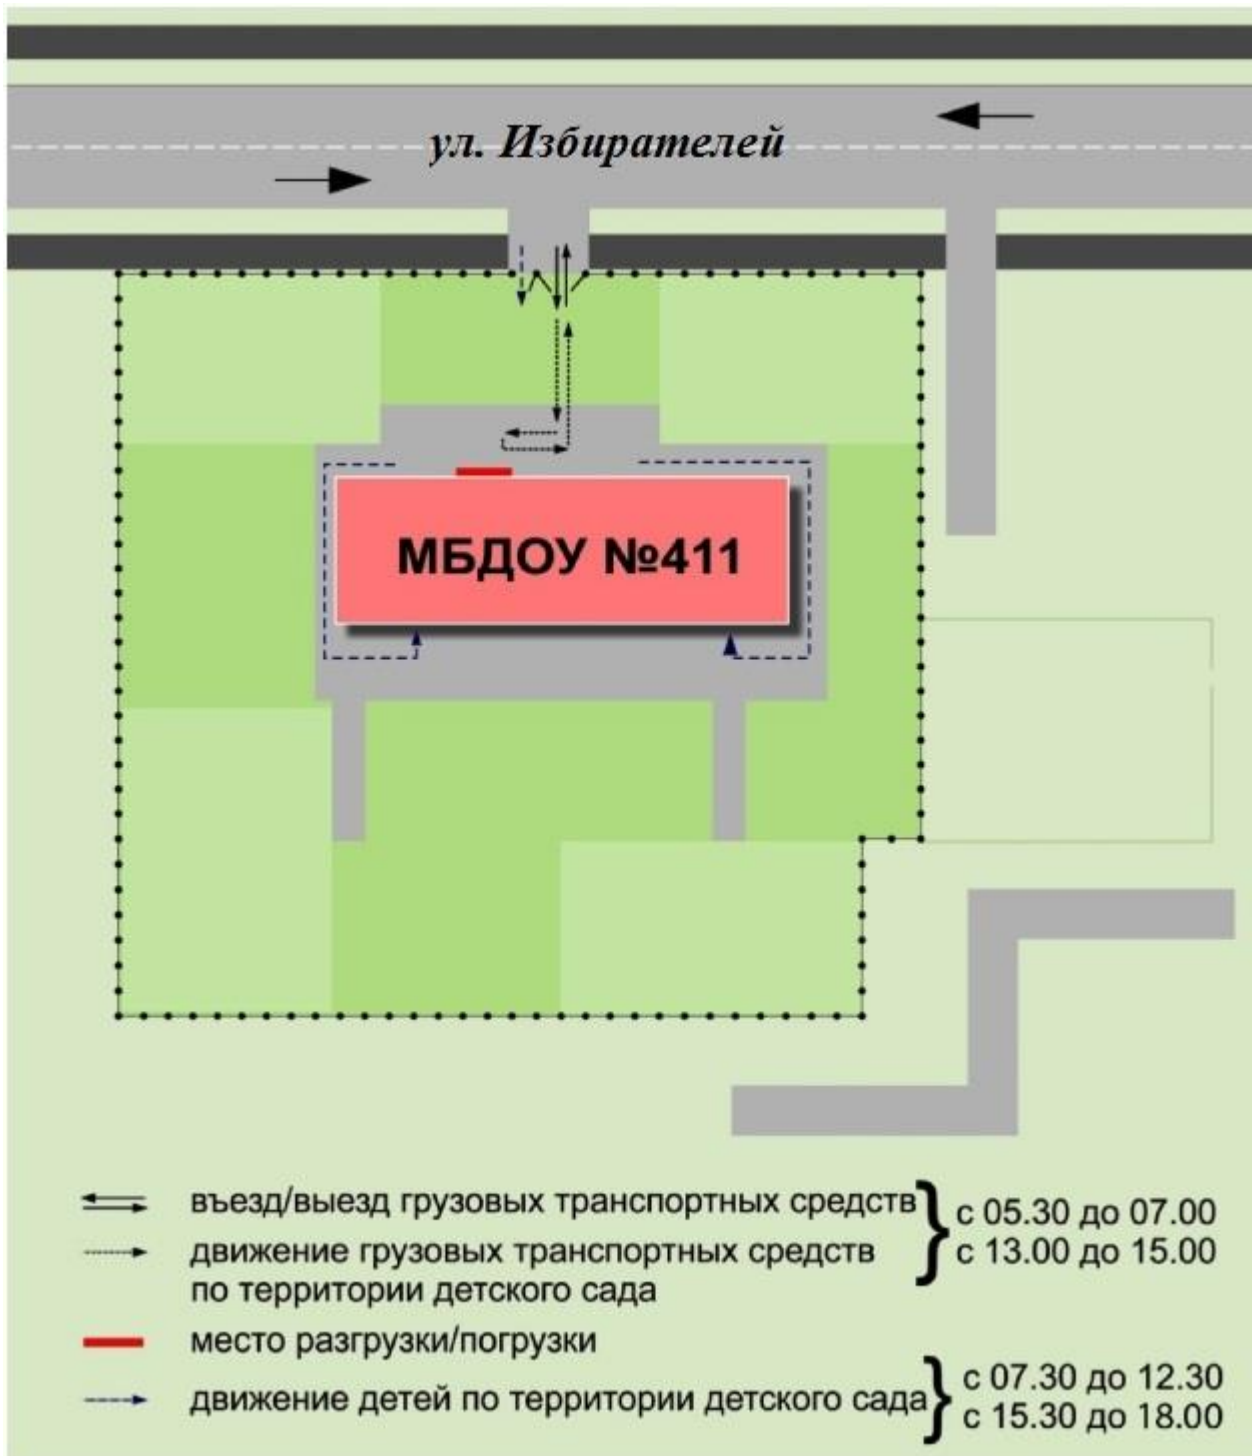 ул. Избирателей
МБДОУ №411
въезд/выезд грузовых транспортных средств
с 05.30 до 07.00
движение грузовых транспортных средств
по территории детского сада
с 13.00 до 15.00
место разгрузки/погрузки
движение детей по территории детского сада
с 07.30 до 12.30
с 15.30 до 18.00